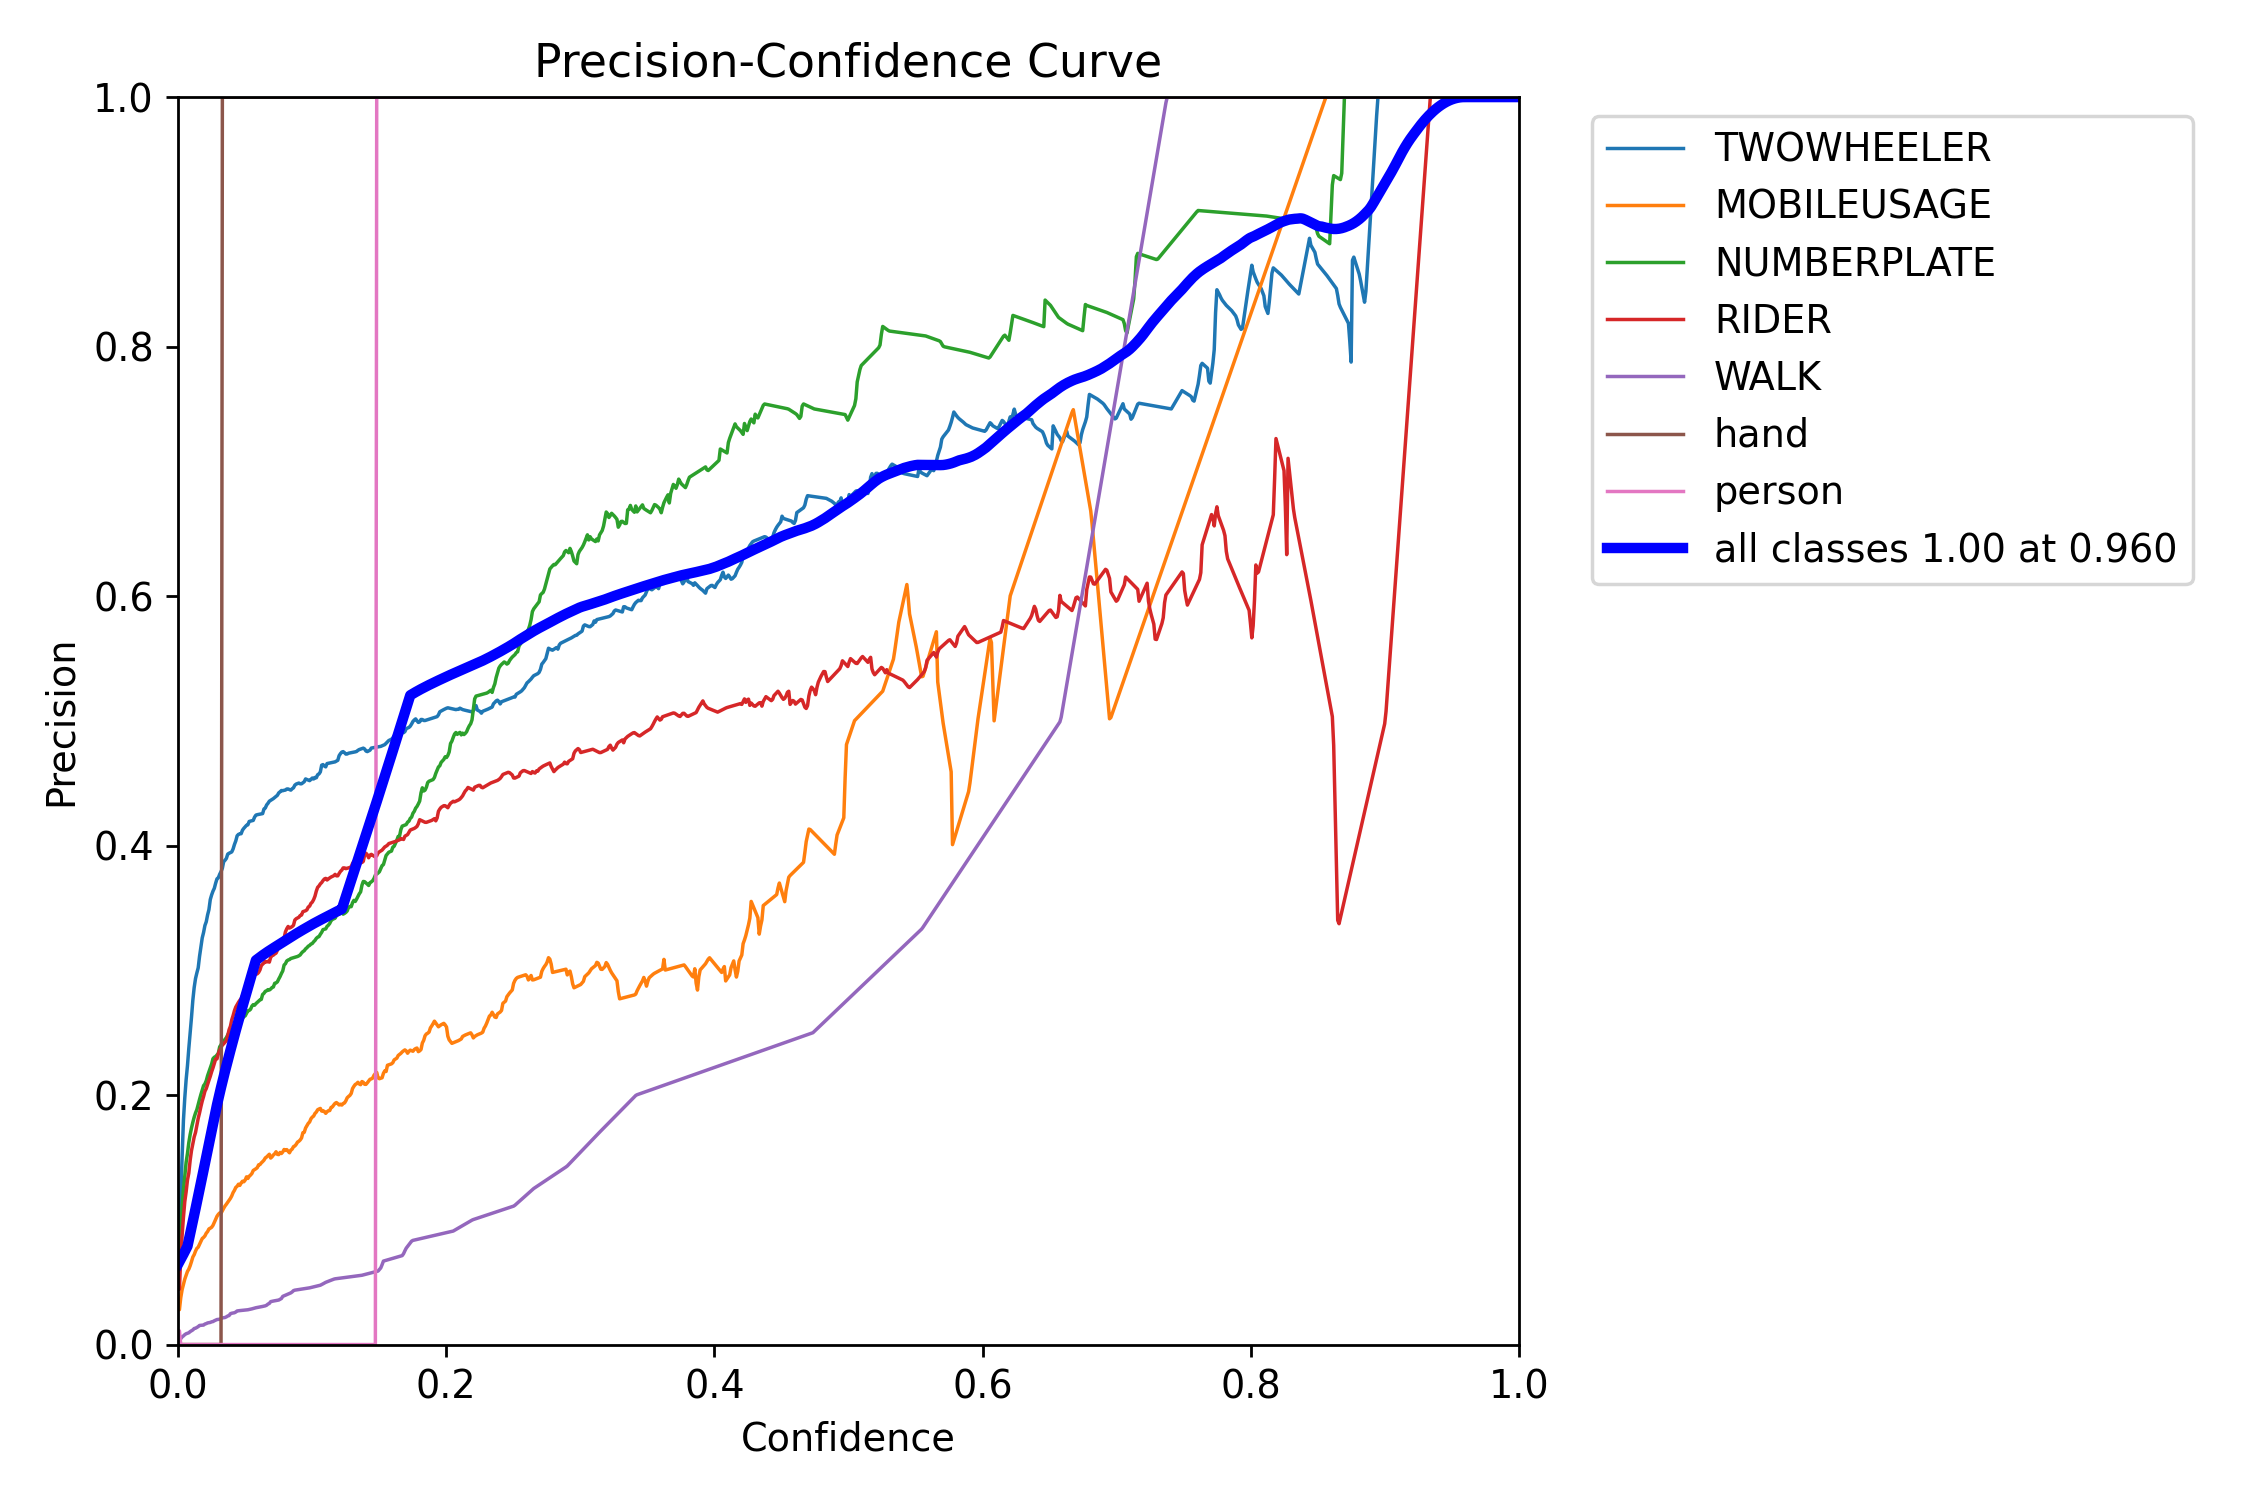 Precision-Confidence Curve
1.0
0.8
0.6
0.4
0.2
0.0
Precision
0.0 0.2 0.4 0.6 0.8 1.0
Confidence
TWOWHEELER
MOBILEUSAGE
NUMBERPLATE
RIDER
WALK
hand
person
all classes 1.00 at 0.960